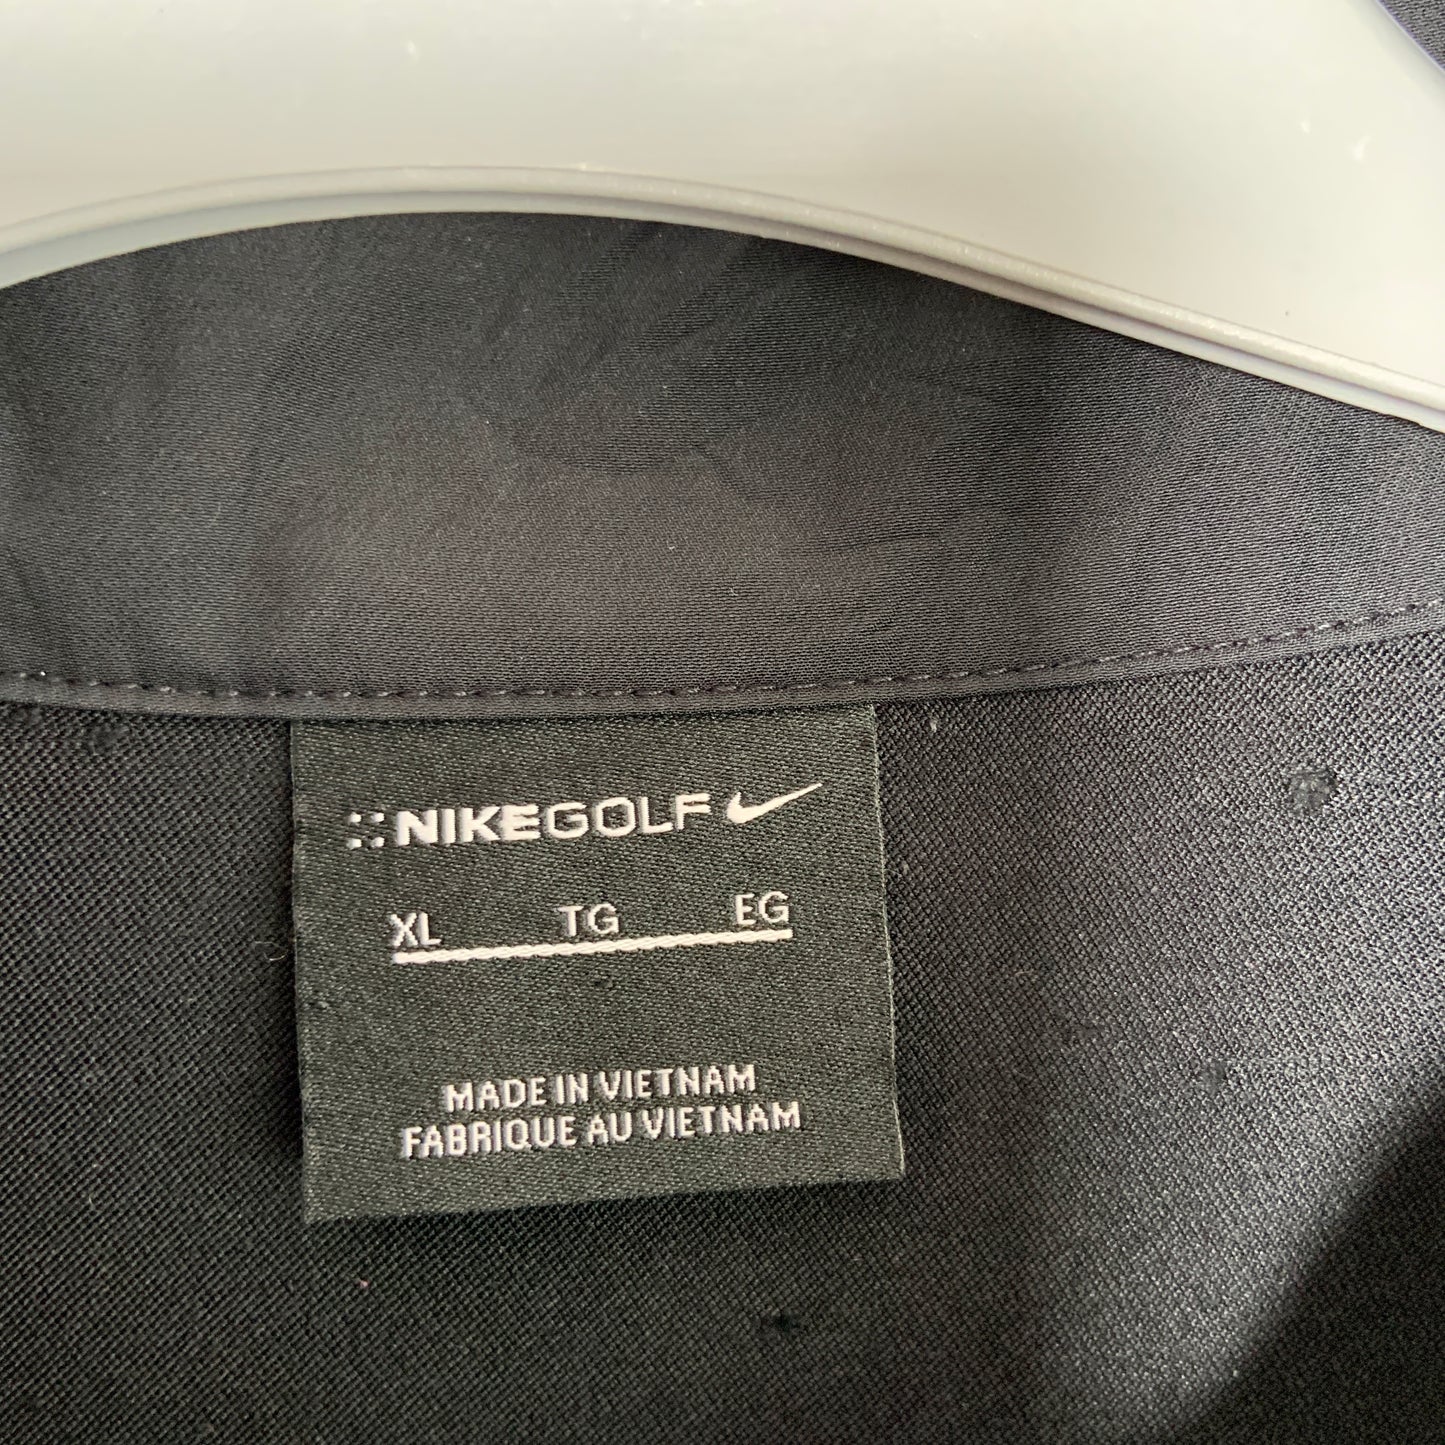 NIKEGOLF
XL TG EG
MADE IN VIETNAM
FABRIQUE AU VIETNAM